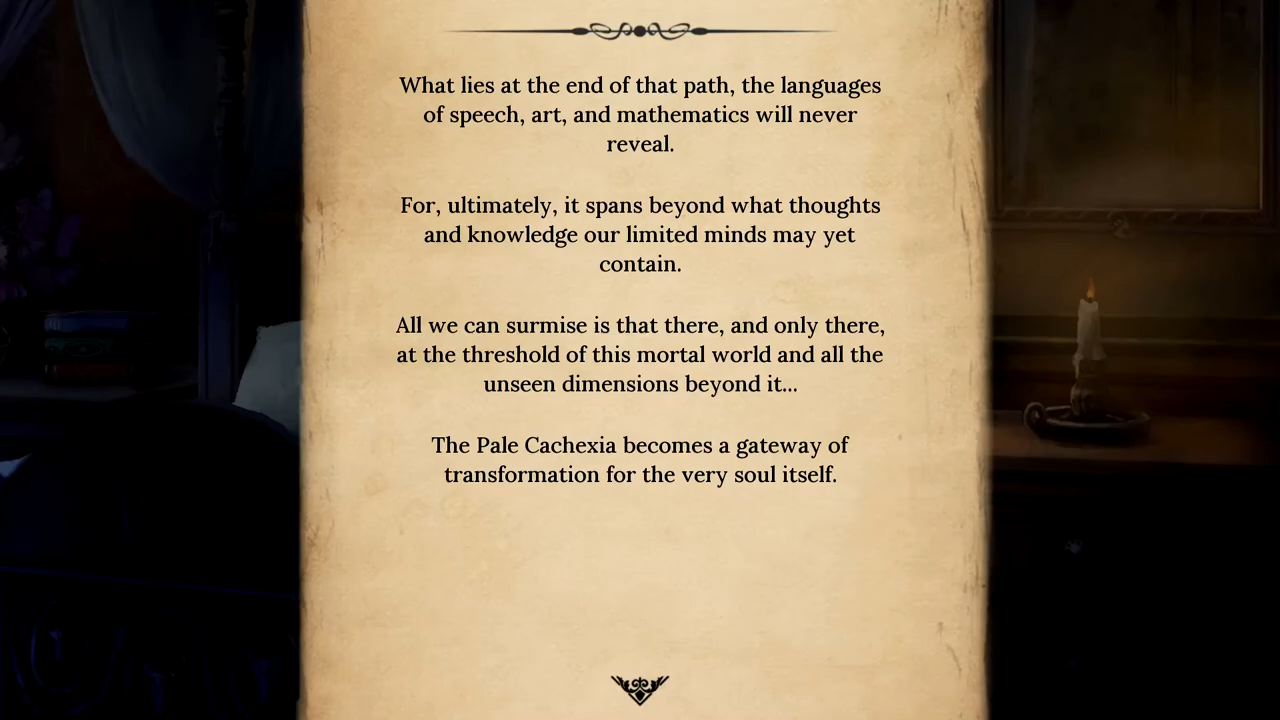 What lies at the end of that path, the languages
of speech, art, and mathematics will never
reveal.
For, ultimately, it spans beyond what thoughts
and knowledge our limited minds may yet
contain.
All we can surmise is that there, and only there,
at the threshold of this mortal world and all the
unseen dimensions beyond it...
The Pale Cachexia becomes a gateway of
transformation for the very soul itself.